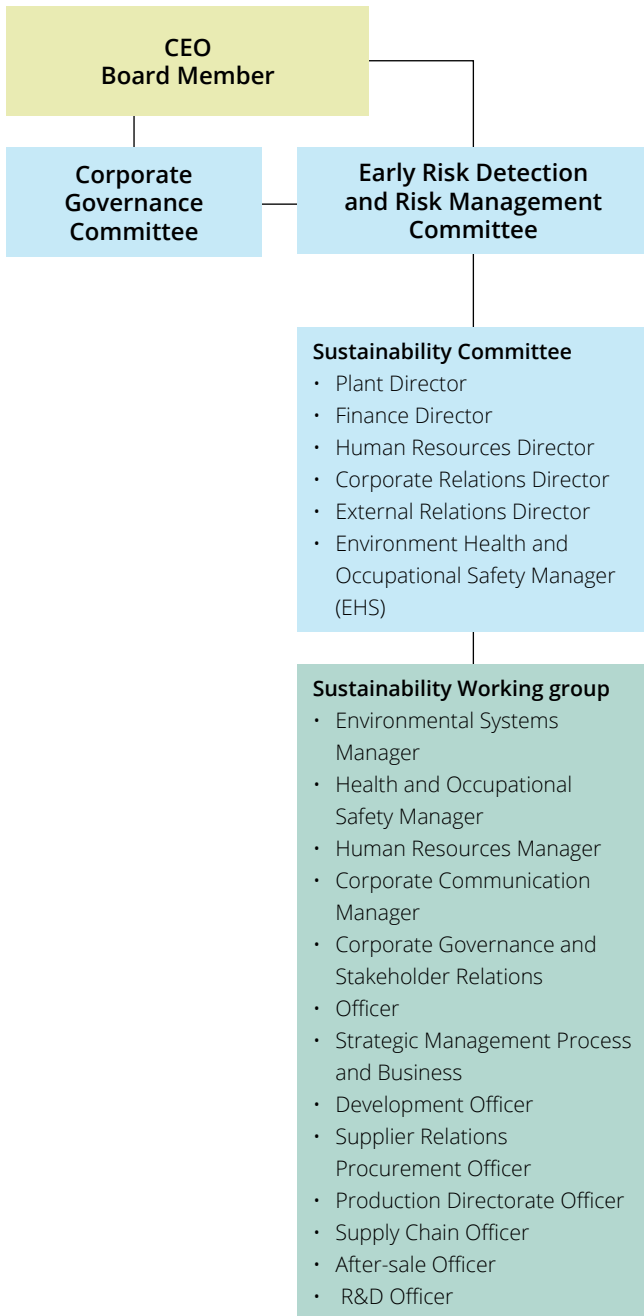 CEO
Board Member
Corporate
Governance
Committee
Early Risk Detection
and Risk Management
Committee
Sustainability Committee
· Plant Director
· Finance Director
· Human Resources Director
· Corporate Relations Director
· External Relations Director
· Environment Health and
Occupational Safety Manager
(EHS)
Sustainability Working group
· Environmental Systems
Manager
· Health and Occupational
Safety Manager
· Human Resources Manager
· Corporate Communication
Manager
· Corporate Governance and
Stakeholder Relations
· Officer
· Strategic Management Process
and Business
· Development Officer
· Supplier Relations
Procurement Officer
· Production Directorate Officer
· Supply Chain Officer
· After-sale Officer
· R&D Officer